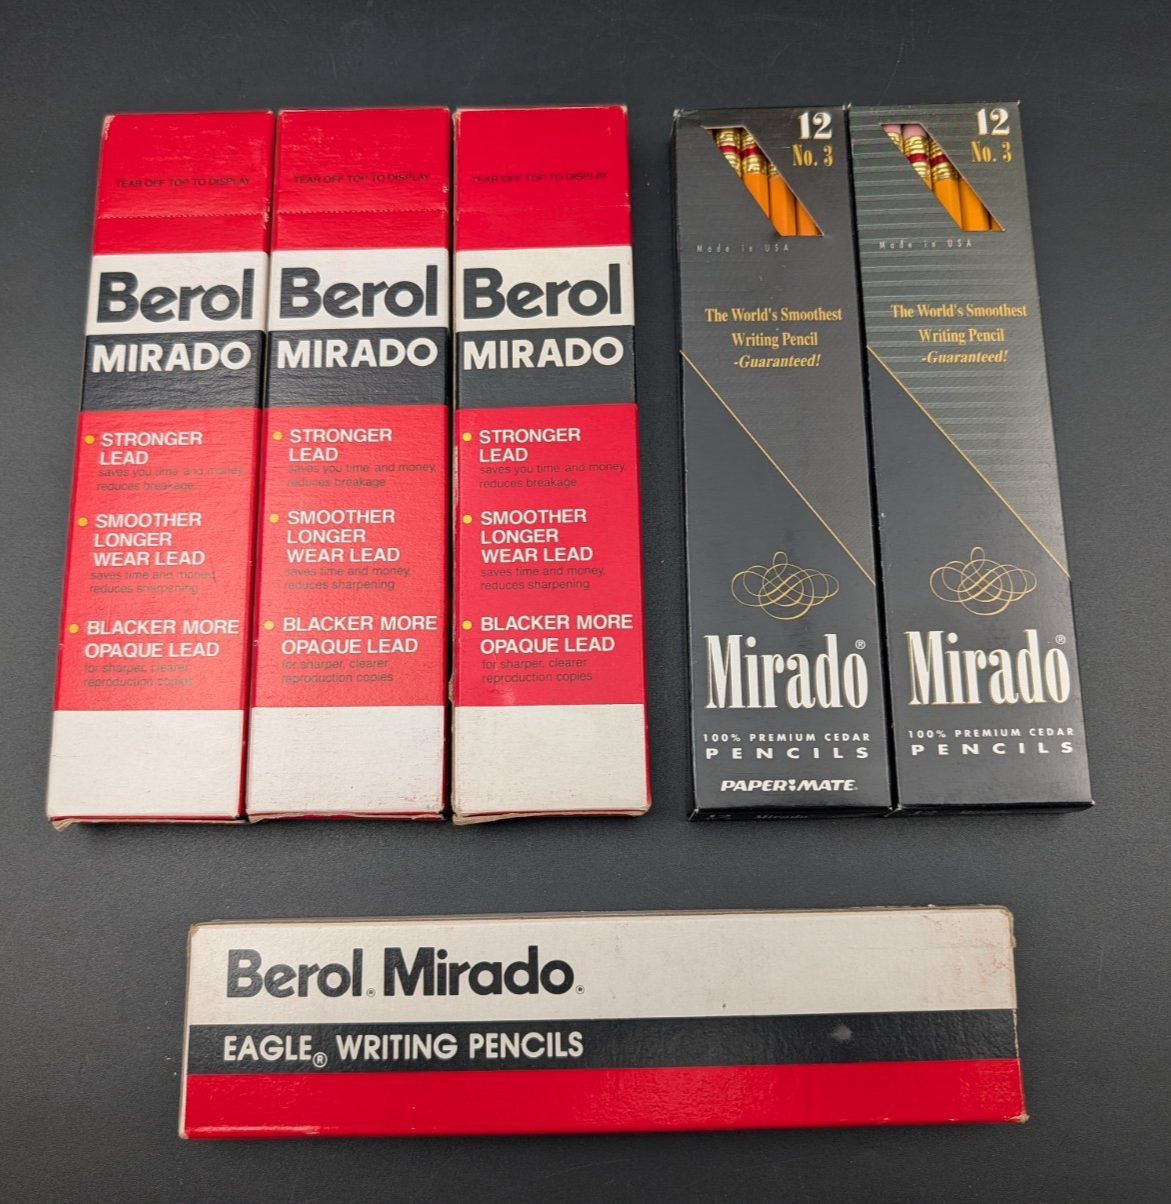 TEAR OFF TOP TO DISPLAY
Berol
MIRADO
STRONGER
LEAD
saves you time and money,
reduces breakage
SMOOTHER
LONGER
WEAR LEAD
saves time and money,
reduces sharpening
BLACKER MORE
OPAQUE LEAD
for sharper, clearer
reproduction copies
TEAR OFF TOP TO DISPLAY
Berol
MIRADO
STRONGER
LEAD
saves you time and money,
reduces breakage
SMOOTHER
LONGER
WEAR LEAD
saves time and money,
reduces sharpening
BLACKER MORE
OPAQUE LEAD
for sharper, clearer
reproduction copies
TEAR OFF TOP TO DISPLAY
Berol
MIRADO
STRONGER
LEAD
saves you time and money,
reduces breakage
SMOOTHER
LONGER
WEAR LEAD
saves time and money,
reduces sharpening
BLACKER MORE
OPAQUE LEAD
for sharper, clearer
reproduction copies
12
No. 3
Made in USA
The World's Smoothest
Writing Pencil
-Guaranteed!
Mirado®
100% PREMIUM CEDAR
PENCILS
PAPER:MATE.
12 Mirado
12
No. 3
Made in USA
The World's Smoothest
Writing Pencil
-Guaranteed!
Mirado®
100% PREMIUM CEDAR
PENCILS
Berol® Mirado®
EAGLE® WRITING PENCILS